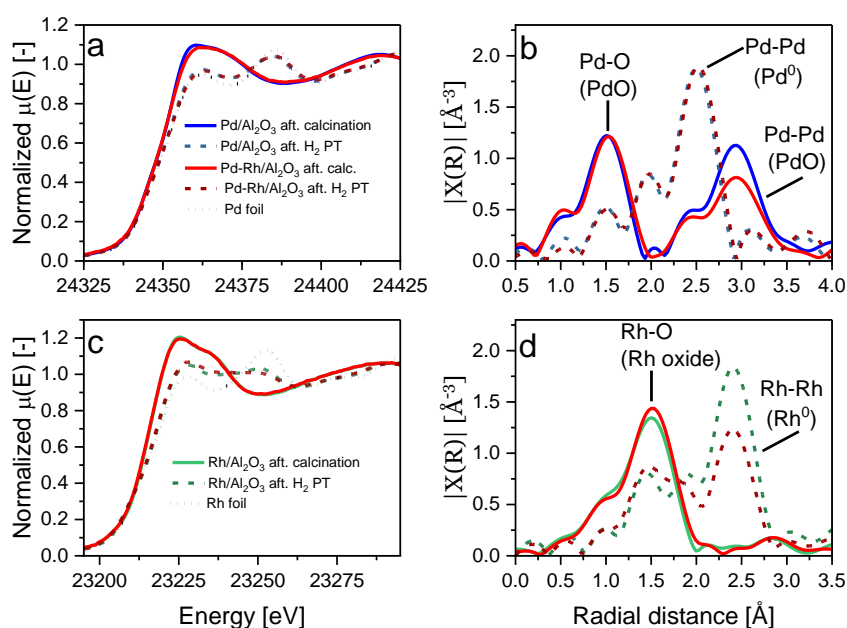 a
Normalized μ(E) [-]
1.2
1.0
0.8
0.6
0.4
0.2
0.0
Pd/Al₂O₃ aft. calcination
Pd/Al₂O₃ aft. H₂ PT
Pd-Rh/Al₂O₃ aft. calc.
Pd-Rh/Al₂O₃ aft. H₂ PT
Pd foil
24325 24350 24375 24400 24425
b
|X(R)| [Å⁻³]
2.0
1.5
1.0
0.5
0.0
Pd-O
(PdO)
Pd-Pd
(Pd⁰)
Pd-Pd
(PdO)
0.5 1.0 1.5 2.0 2.5 3.0 3.5 4.0
c
Normalized μ(E) [-]
1.2
1.0
0.8
0.6
0.4
0.2
0.0
Rh/Al₂O₃ aft. calcination
Rh/Al₂O₃ aft. H₂ PT
Rh foil
23200 23225 23250 23275
Energy [eV]
d
|X(R)| [Å⁻³]
2.0
1.5
1.0
0.5
0.0
Rh-O
(Rh oxide)
Rh-Rh
(Rh⁰)
0.0 0.5 1.0 1.5 2.0 2.5 3.0 3.5
Radial distance [Å]